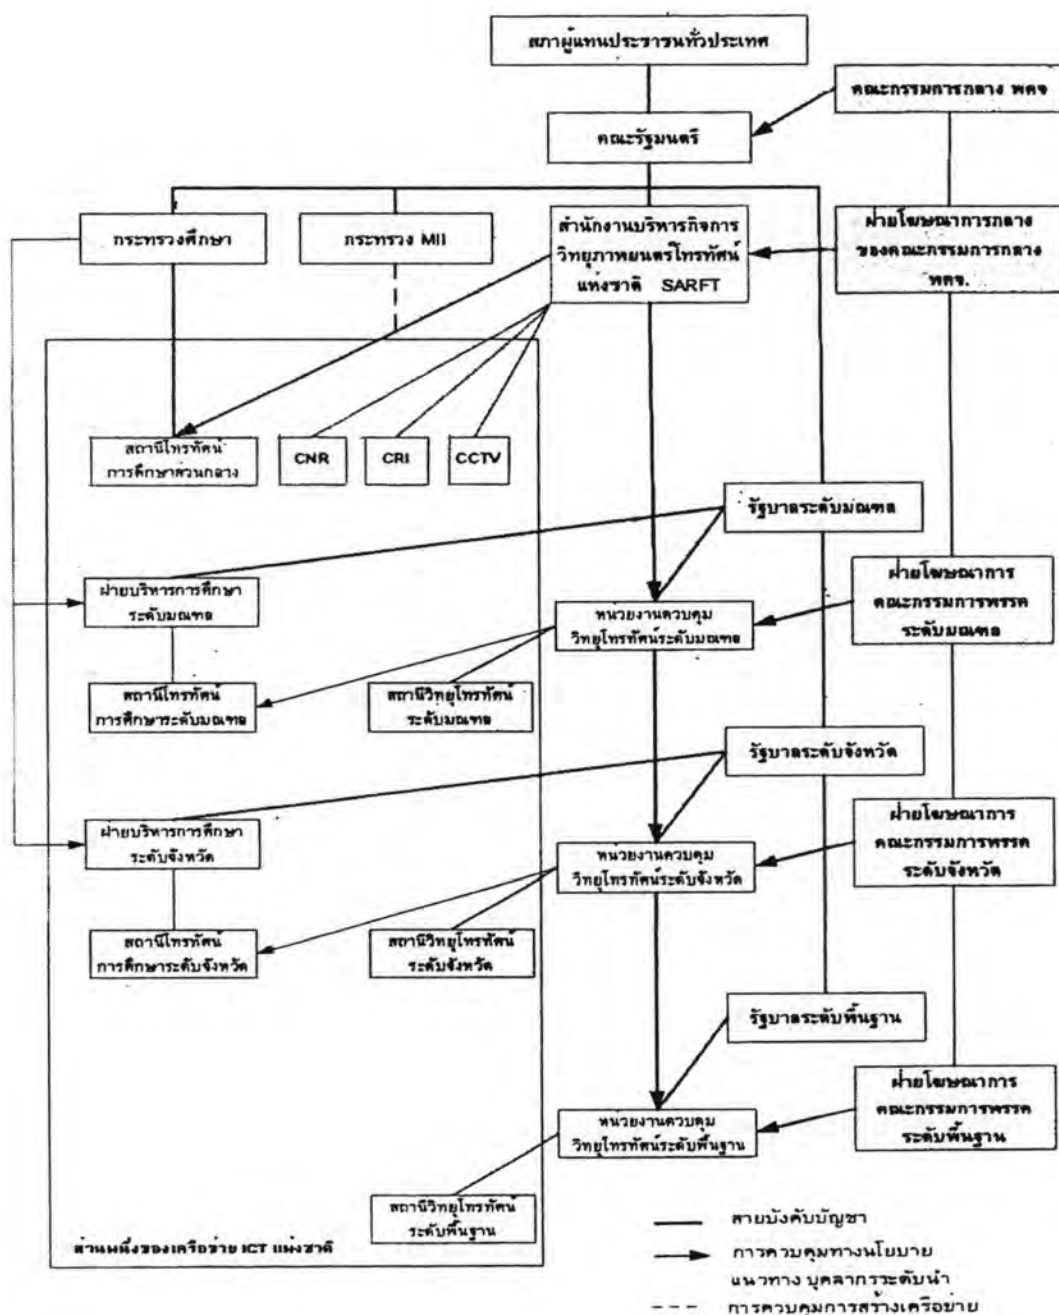 สภาผู้แทนประชาชนทั่วประเทศ
คณะกรรมการกลาง พคจ
คณะรัฐมนตรี
กระทรวงศึกษา
กระทรวง MII
สำนักงานบริหารกิจการ
วิทยุภาพยนตร์โทรทัศน์
แห่งชาติ SARFT
ฝ่ายโฆษณาการกลาง
ของคณะกรรมการกลาง
พคจ.
สถานีโทรทัศน์
การศึกษาส่วนกลาง
CNR
CRI
CCTV
รัฐบาลระดับมณฑล
ฝ่ายบริหารการศึกษา
ระดับมณฑล
หน่วยงานควบคุม
วิทยุโทรทัศน์ระดับมณฑล
ฝ่ายโฆษณาการ
คณะกรรมการพรรค
ระดับมณฑล
สถานีโทรทัศน์
การศึกษาระดับมณฑล
สถานีวิทยุโทรทัศน์
ระดับมณฑล
รัฐบาลระดับจังหวัด
ฝ่ายบริหารการศึกษา
ระดับจังหวัด
หน่วยงานควบคุม
วิทยุโทรทัศน์ระดับจังหวัด
ฝ่ายโฆษณาการ
คณะกรรมการพรรค
ระดับจังหวัด
สถานีโทรทัศน์
การศึกษาระดับจังหวัด
สถานีวิทยุโทรทัศน์
ระดับจังหวัด
รัฐบาลระดับพื้นฐาน
หน่วยงานควบคุม
วิทยุโทรทัศน์ระดับพื้นฐาน
ฝ่ายโฆษณาการ
คณะกรรมการพรรค
ระดับพื้นฐาน
สถานีวิทยุโทรทัศน์
ระดับพื้นฐาน
ส่วนหนึ่งของเครือข่าย ICT แห่งชาติ
สายบังคับบัญชา
การควบคุมทางนโยบาย
แนวทาง บุคลากรระดับนำ
การควบคุมการสร้างเครือข่าย